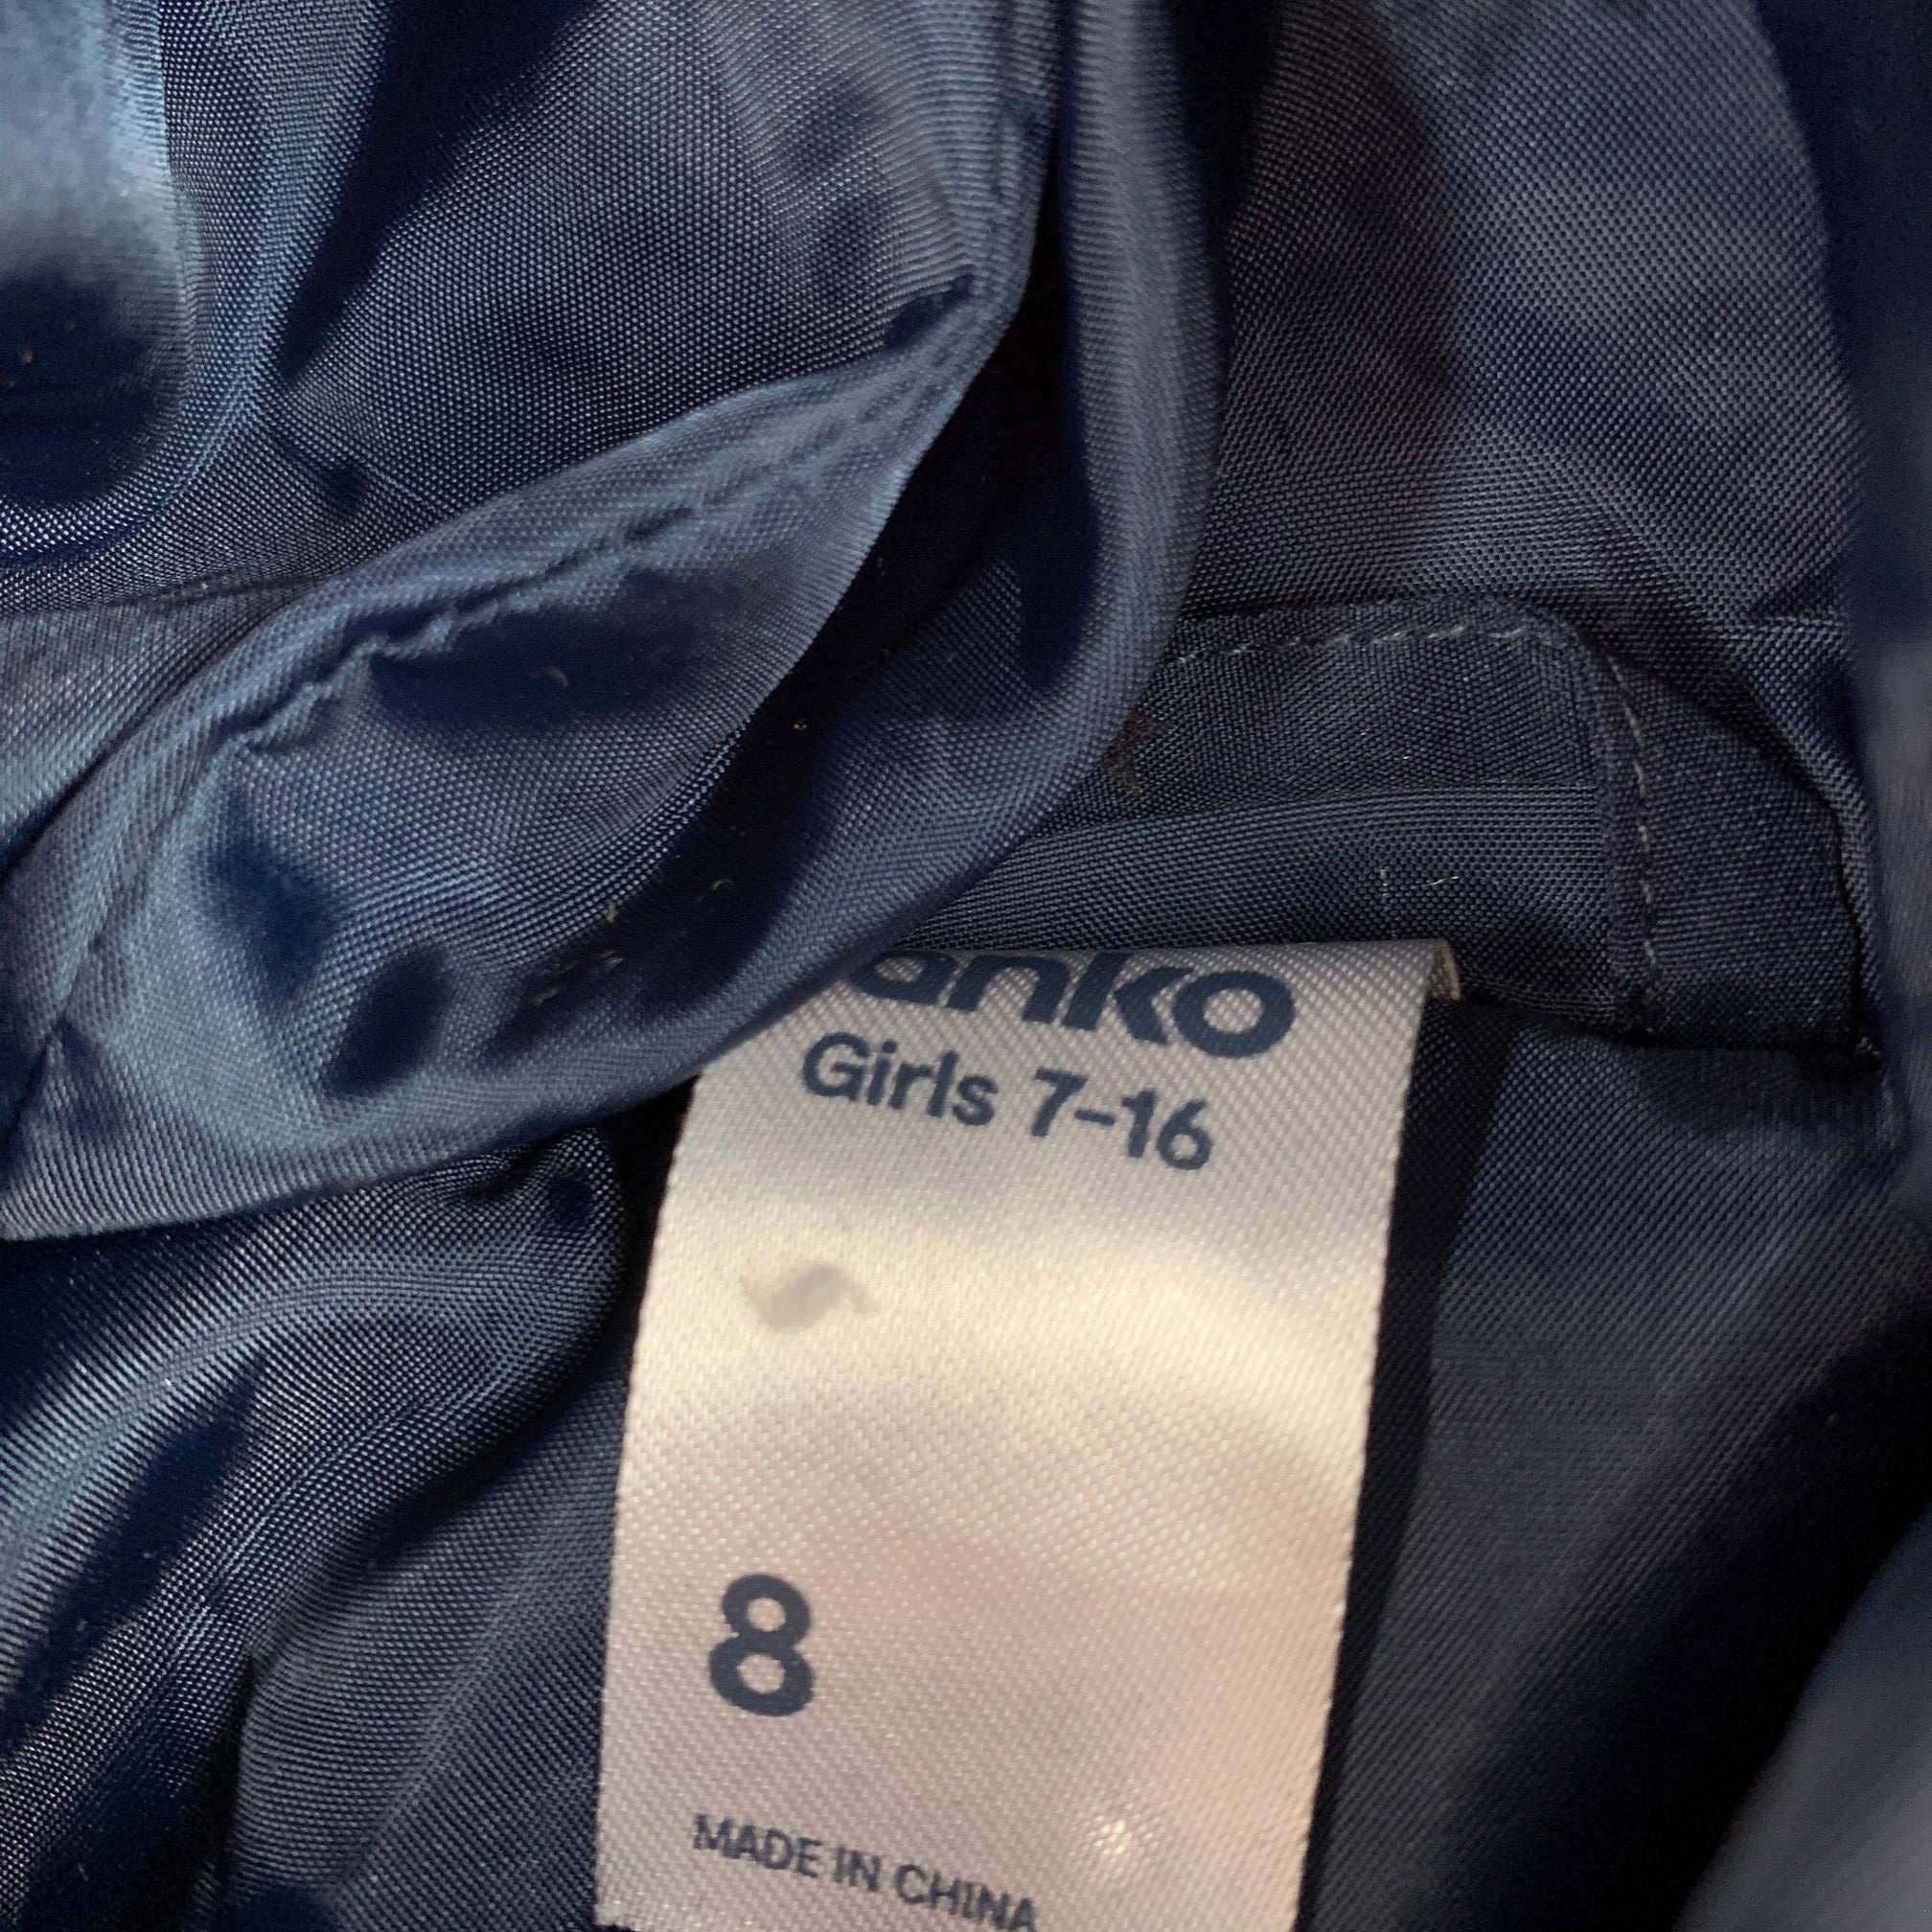 anko
Girls 7-16
8
MADE IN CHINA